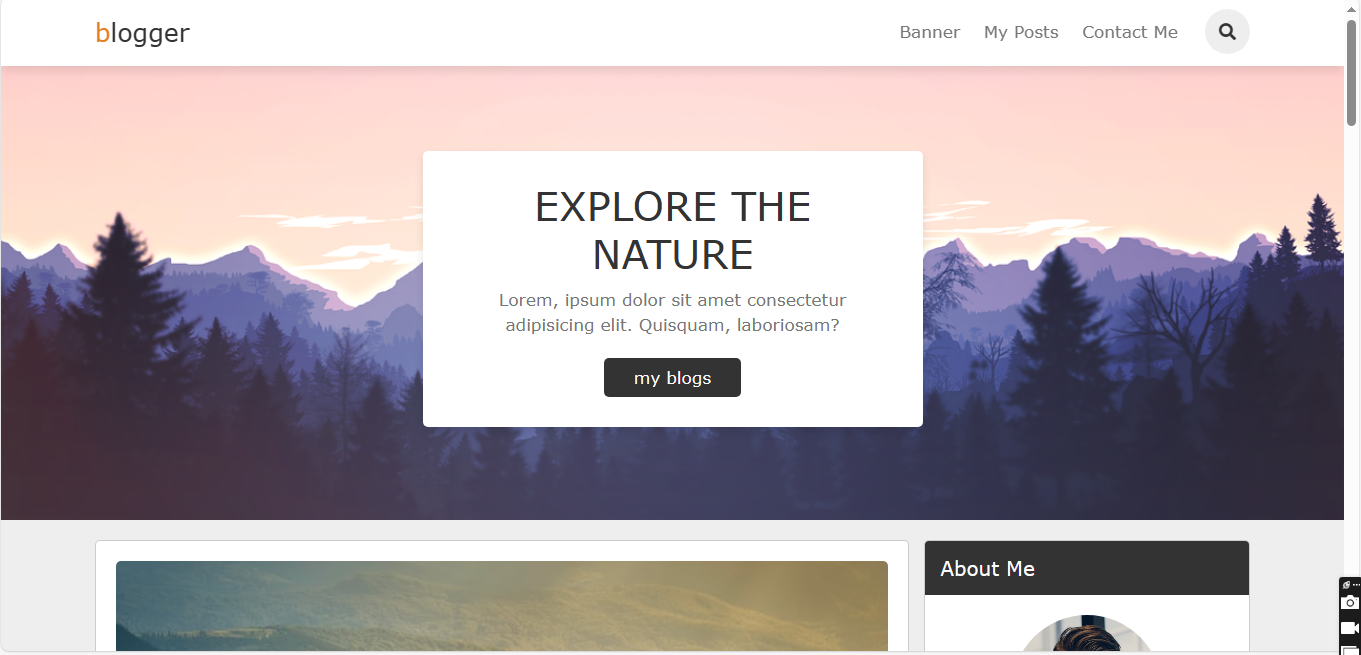 blogger
Banner
My Posts
Contact Me
EXPLORE THE
NATURE
Lorem, ipsum dolor sit amet consectetur
adipisicing elit. Quisquam, laboriosam?
my blogs
About Me